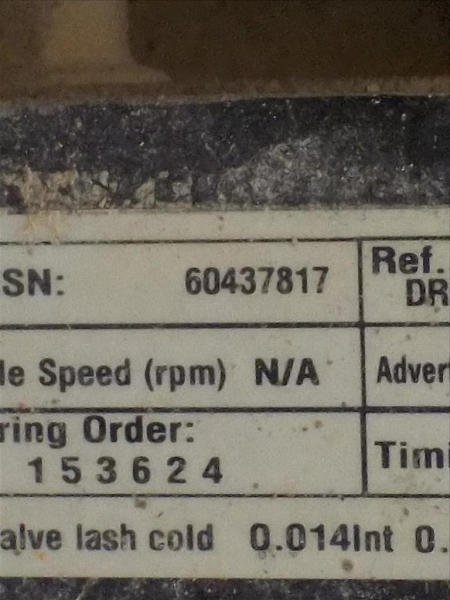 SN: 60437817 Ref.
DR
le Speed (rpm) N/A Advert
ring Order:
1 5 3 6 2 4 Timi
alve lash cold 0.014Int 0.